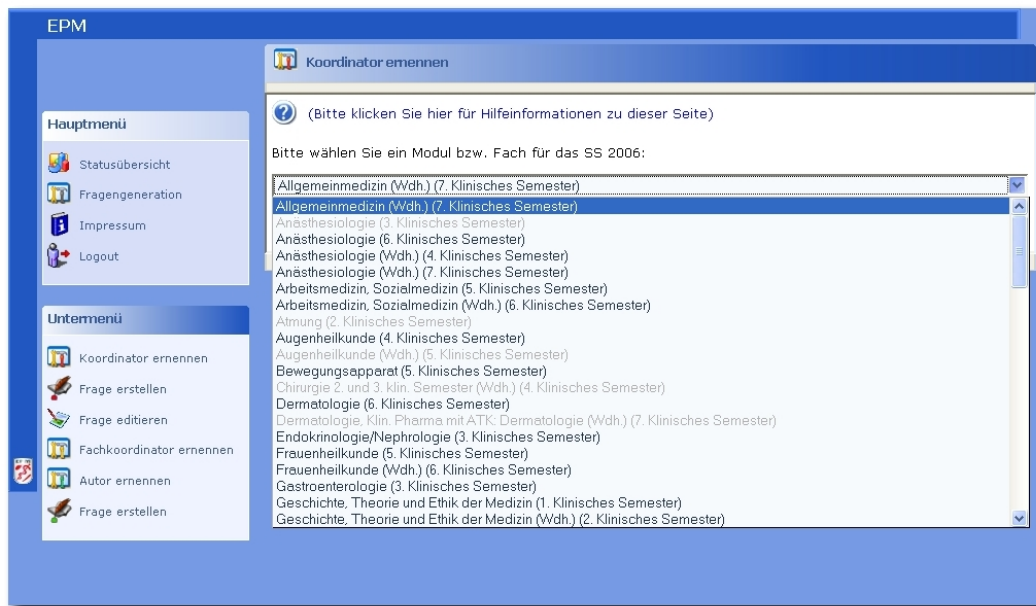 EPM
Koordinator ernennen
(Bitte klicken Sie hier für Hilfeinformationen zu dieser Seite)
Bitte wählen Sie ein Modul bzw. Fach für das SS 2006:
Allgemeinmedizin (Wdh.) (7. Klinisches Semester)
Allgemeinmedizin (Wdh.) (7. Klinisches Semester)
Anästhesiologie (3. Klinisches Semester)
Anästhesiologie (6. Klinisches Semester)
Anästhesiologie (Wdh.) (4. Klinisches Semester)
Anästhesiologie (Wdh.) (7. Klinisches Semester)
Arbeitsmedizin, Sozialmedizin (5. Klinisches Semester)
Arbeitsmedizin, Sozialmedizin (Wdh.) (6. Klinisches Semester)
Atmung (2. Klinisches Semester)
Augenheilkunde (4. Klinisches Semester)
Augenheilkunde (Wdh.) (5. Klinisches Semester)
Bewegungsapparat (5. Klinisches Semester)
Chirurgie 2. und 3. klin. Semester (Wdh.) (4. Klinisches Semester)
Dermatologie (6. Klinisches Semester)
Dermatologie, Klin. Pharma mit ATK: Dermatologie (Wdh.) (7. Klinisches Semester)
Endokrinologie/Nephrologie (3. Klinisches Semester)
Frauenheilkunde (5. Klinisches Semester)
Frauenheilkunde (Wdh.) (6. Klinisches Semester)
Gastroenterologie (3. Klinisches Semester)
Geschichte, Theorie und Ethik der Medizin (1. Klinisches Semester)
Geschichte, Theorie und Ethik der Medizin (Wdh.) (2. Klinisches Semester)
Hauptmenü
Statusübersicht
Fragengeneration
Impressum
Logout
Untermenü
Koordinator ernennen
Frage erstellen
Frage editieren
Fachkoordinator ernennen
Autor ernennen
Frage erstellen